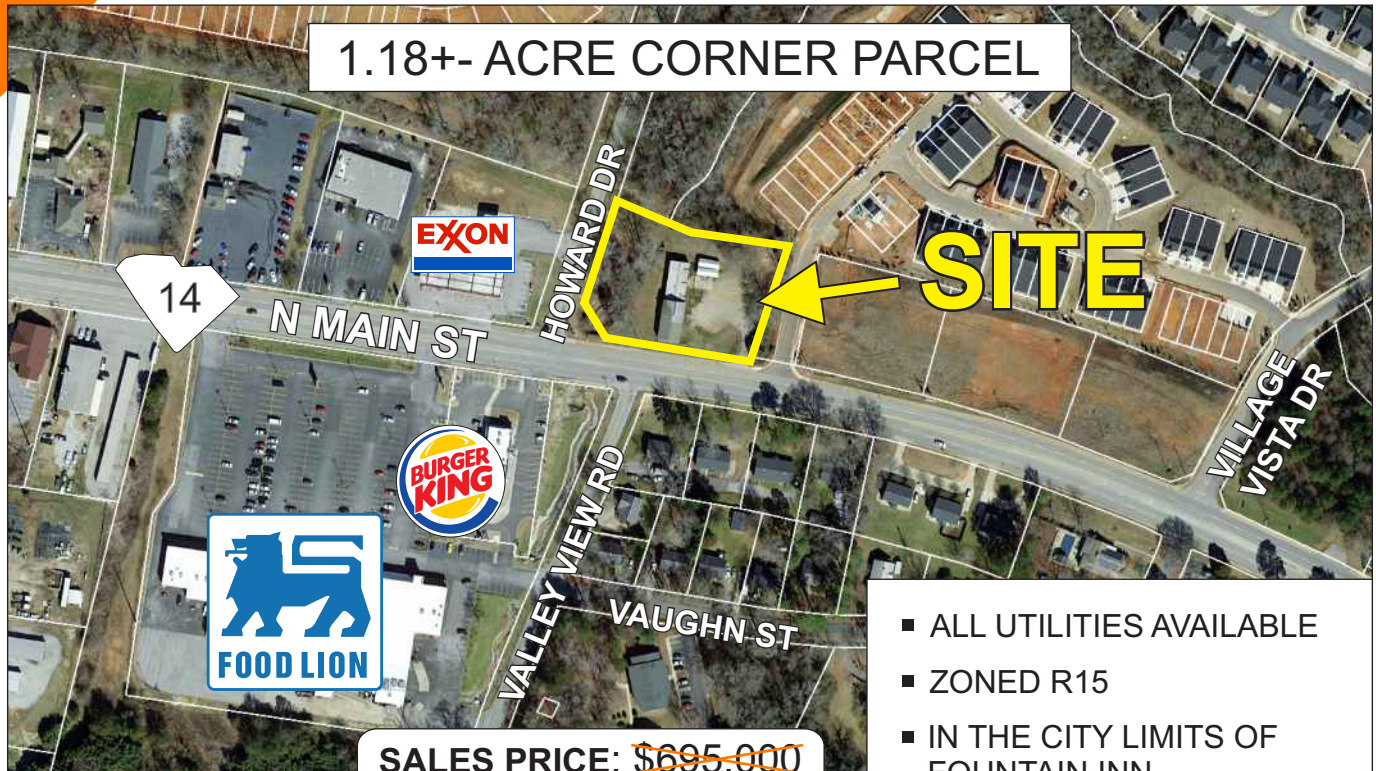 1.18+- ACRE CORNER PARCEL
HOWARD DR
EXXON
SITE
14
N MAIN ST
VILLAGE
VISTA DR
BURGER
KING
VALLEY VIEW RD
FOOD LION
VAUGHN ST
▪ ALL UTILITIES AVAILABLE
▪ ZONED R15
▪ IN THE CITY LIMITS OF
FOUNTAIN INN
SALES PRICE: $695,000